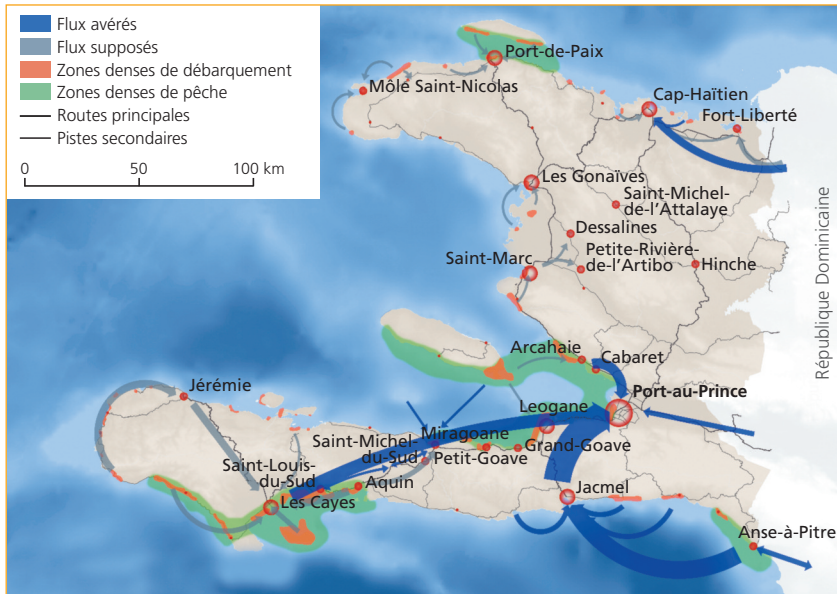 Flux avérés
Flux supposés
Zones denses de débarquement
Zones denses de pêche
Routes principales
Pistes secondaires
0 50 100 km
Port-de-Paix
Môle Saint-Nicolas
Cap-Haïtien
Fort-Liberté
Les Gonaïves
Saint-Michel-
de-l'Attalaye
Dessalines
Petite-Rivière-
de-l'Artibo
Hinche
Saint-Marc
République Dominicaine
Arcahaie
Cabaret
Port-au-Prince
Jérémie
Leogane
Miragoane
Saint-Michel-
du-Sud
Grand-Goave
Petit-Goave
Saint-Louis-
du-Sud
Aquin
Les Cayes
Jacmel
Anse-à-Pitre